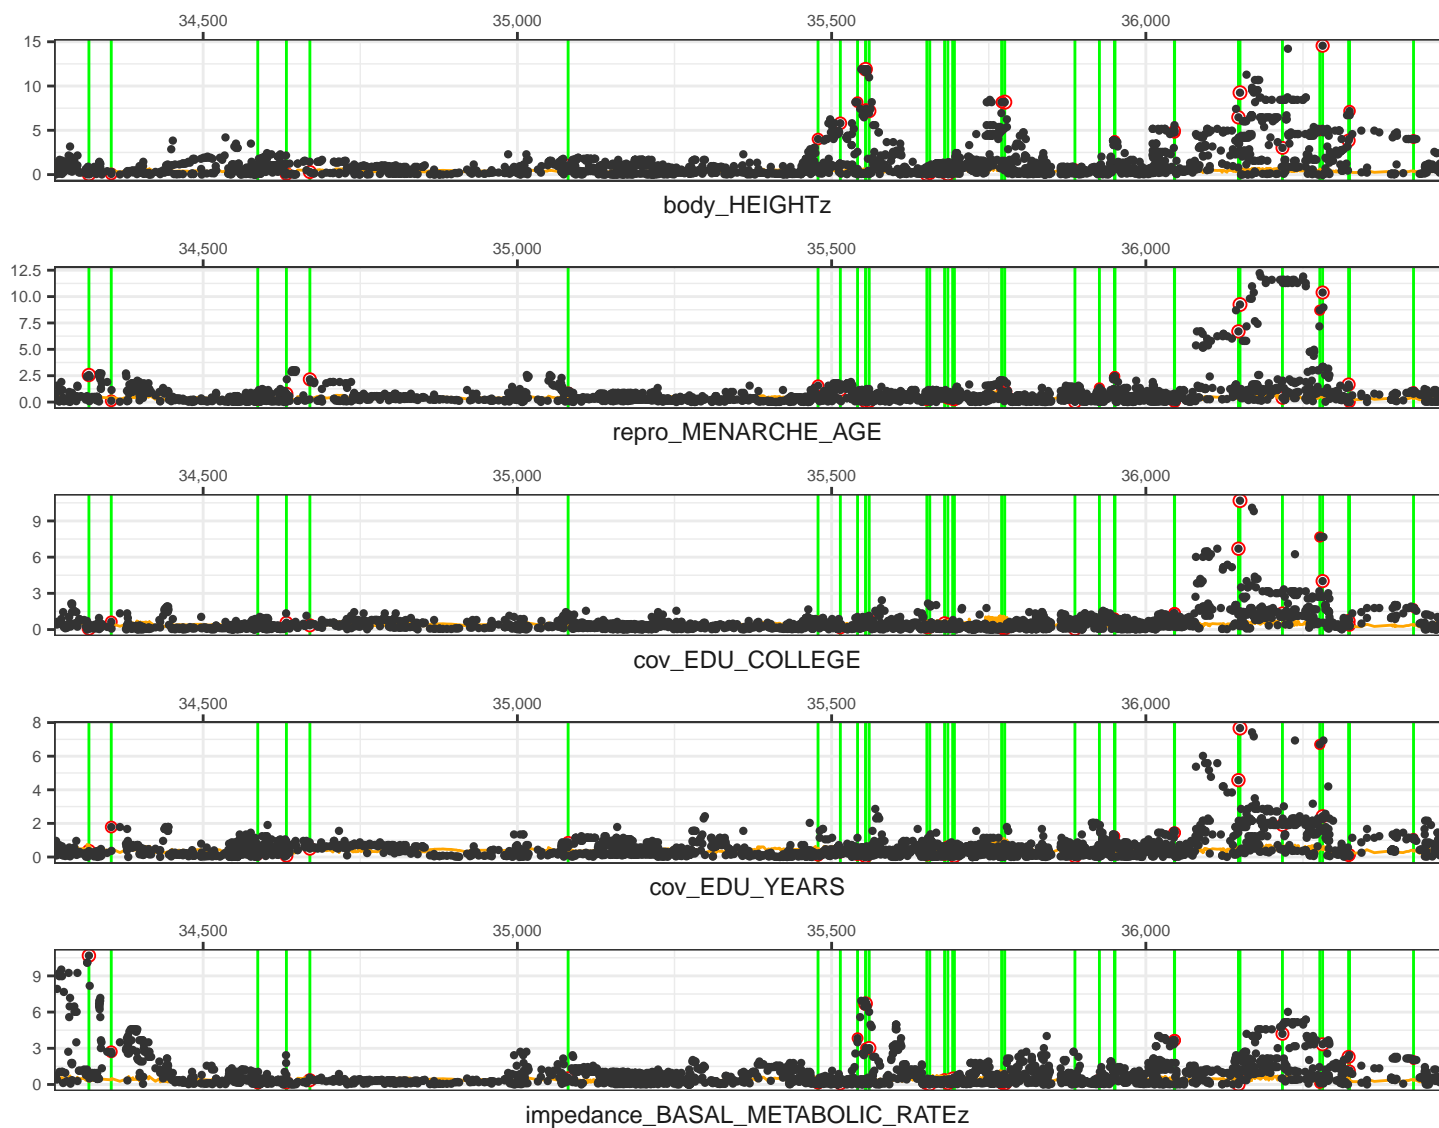 34,500 35,000 35,500 36,000
15
10
5
0
body_HEIGHTz
34,500 35,000 35,500 36,000
12.5
10.0
7.5
5.0
2.5
0.0
repro_MENARCHE_AGE
34,500 35,000 35,500 36,000
9
6
3
0
cov_EDU_COLLEGE
34,500 35,000 35,500 36,000
8
6
4
2
0
cov_EDU_YEARS
34,500 35,000 35,500 36,000
9
6
3
0
impedance_BASAL_METABOLIC_RATEz